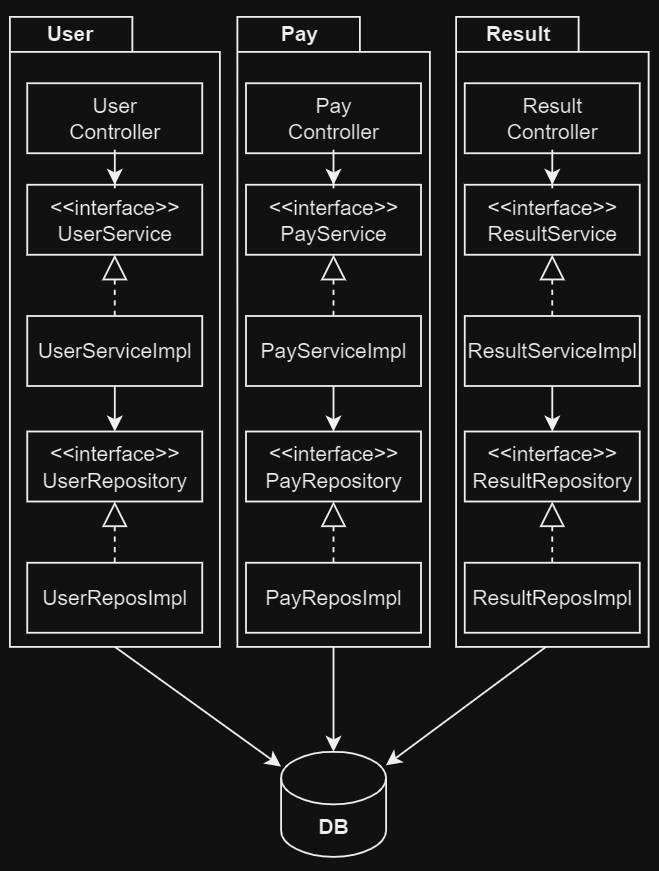 User
User
Controller
<<interface>>
UserService
UserServiceImpl
<<interface>>
UserRepository
UserReposImpl
Pay
Pay
Controller
<<interface>>
PayService
PayServiceImpl
<<interface>>
PayRepository
PayReposImpl
Result
Result
Controller
<<interface>>
ResultService
ResultServiceImpl
<<interface>>
ResultRepository
ResultReposImpl
DB